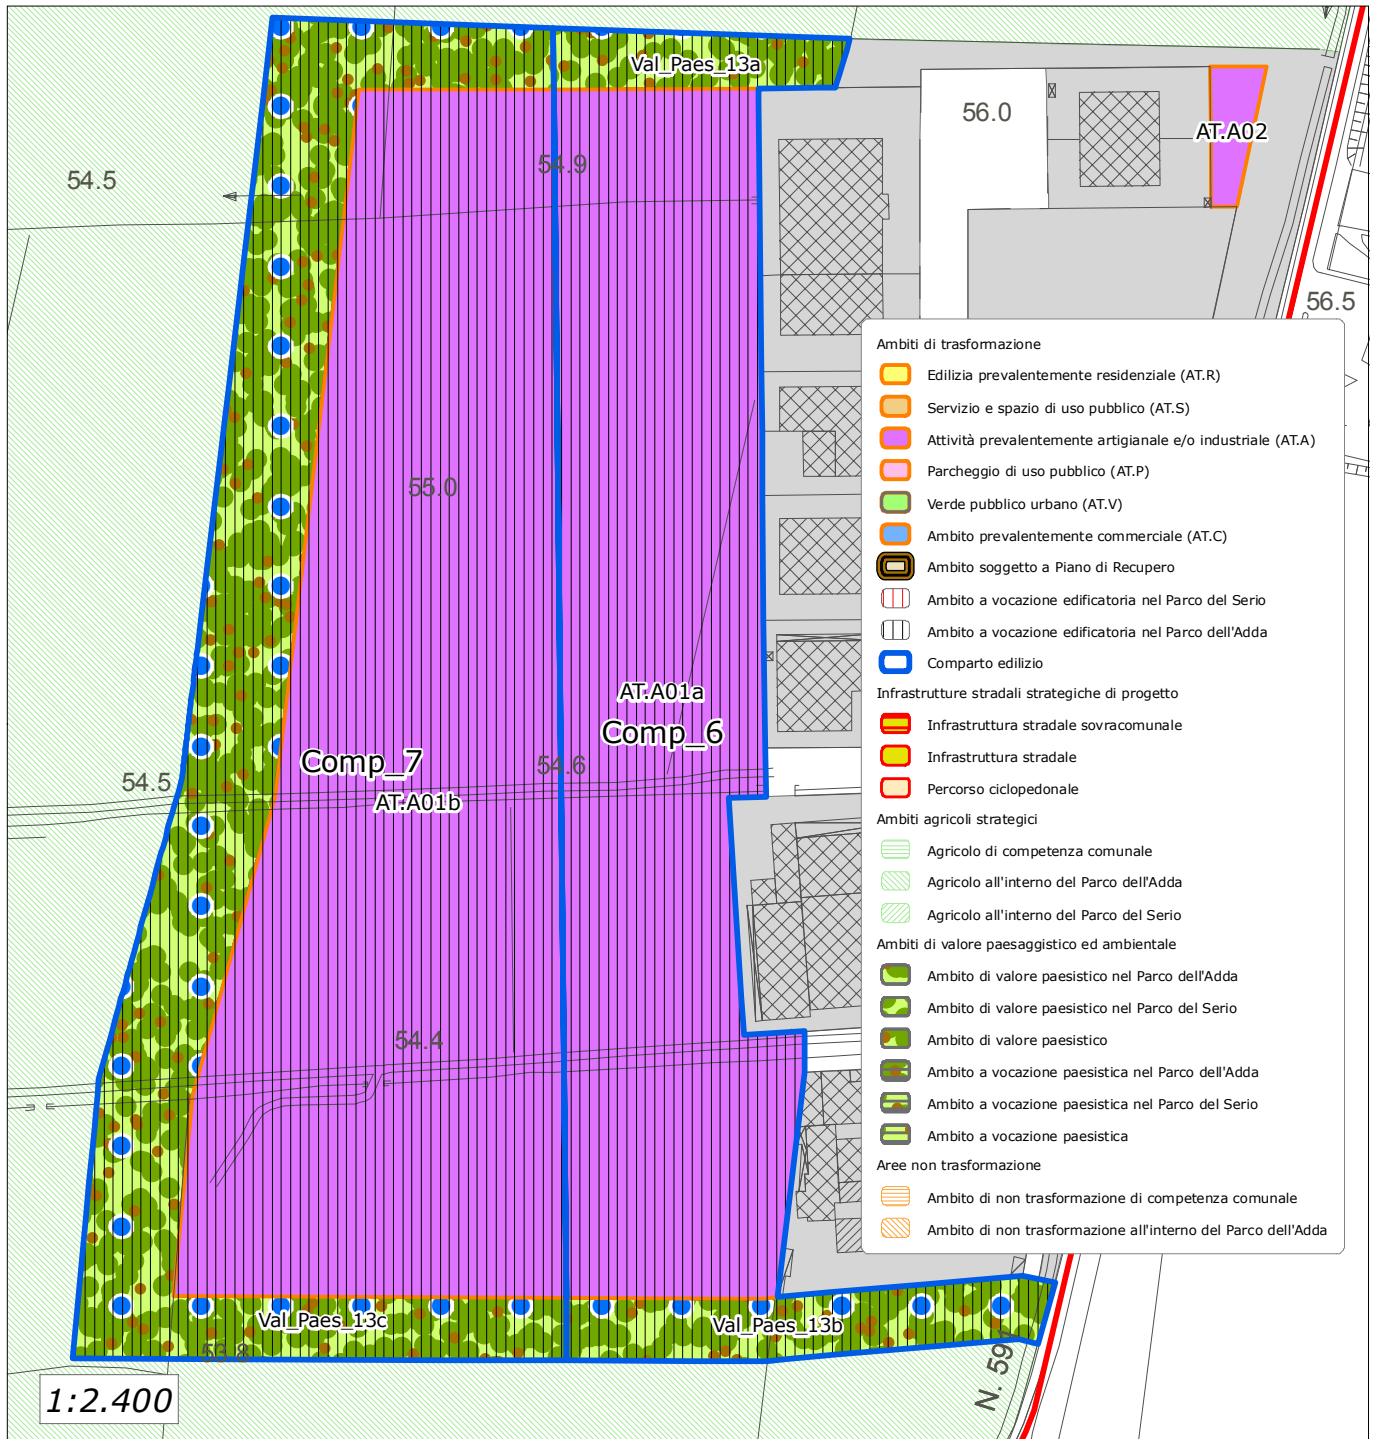 Val_Paes_13a
56.0
AT.A02
54.9
54.5
56.5
55.0
AT.A01a
Comp_6
Comp_7
54.6
54.5
AT.A01b
54.4
Val_Paes_13c
Val_Paes_13b
53.8
1:2.400
Ambiti di trasformazione
Edilizia prevalentemente residenziale (AT.R)
Servizio e spazio di uso pubblico (AT.S)
Attività prevalentemente artigianale e/o industriale (AT.A)
Parcheggio di uso pubblico (AT.P)
Verde pubblico urbano (AT.V)
Ambito prevalentemente commerciale (AT.C)
Ambito soggetto a Piano di Recupero
Ambito a vocazione edificatoria nel Parco del Serio
Ambito a vocazione edificatoria nel Parco dell'Adda
Comparto edilizio
Infrastrutture stradali strategiche di progetto
Infrastruttura stradale sovracomunale
Infrastruttura stradale
Percorso ciclopedonale
Ambiti agricoli strategici
Agricolo di competenza comunale
Agricolo all'interno del Parco dell'Adda
Agricolo all'interno del Parco del Serio
Ambiti di valore paesaggistico ed ambientale
Ambito di valore paesistico nel Parco dell'Adda
Ambito di valore paesistico nel Parco del Serio
Ambito di valore paesistico
Ambito a vocazione paesistica nel Parco dell'Adda
Ambito a vocazione paesistica nel Parco del Serio
Ambito a vocazione paesistica
Aree non trasformazione
Ambito di non trasformazione di competenza comunale
Ambito di non trasformazione all'interno del Parco dell'Adda
N.